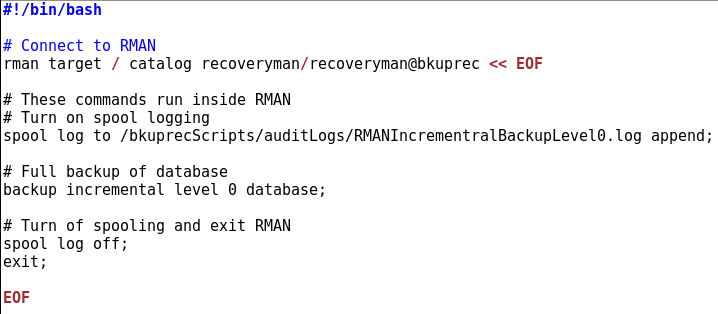 #!/bin/bash
# Connect to RMAN
rman target / catalog recoveryman/recoveryman@bkuprec << EOF
# These commands run inside RMAN
# Turn on spool logging
spool log to /bkuprecScripts/auditLogs/RMANIncrementralBackupLevel0.log append;
# Full backup of database
backup incremental level 0 database;
# Turn of spooling and exit RMAN
spool log off;
exit;
EOF